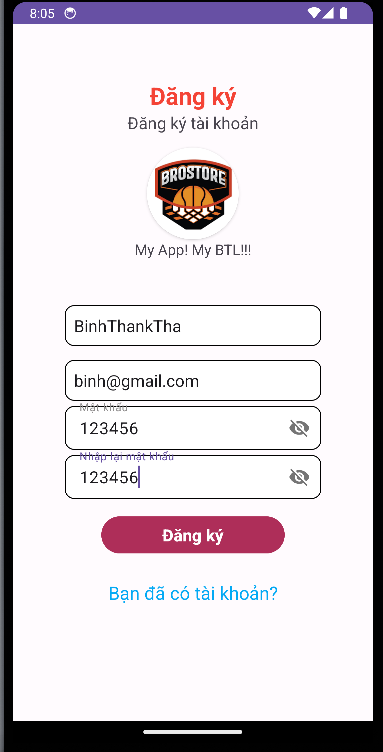 8:05
Đăng ký
Đăng ký tài khoản
BROSTORE
My App! My BTL!!!
BinhThankTha
binh@gmail.com
Mật khẩu
123456
Nhập lại mật khẩu
123456
Đăng ký
Bạn đã có tài khoản?